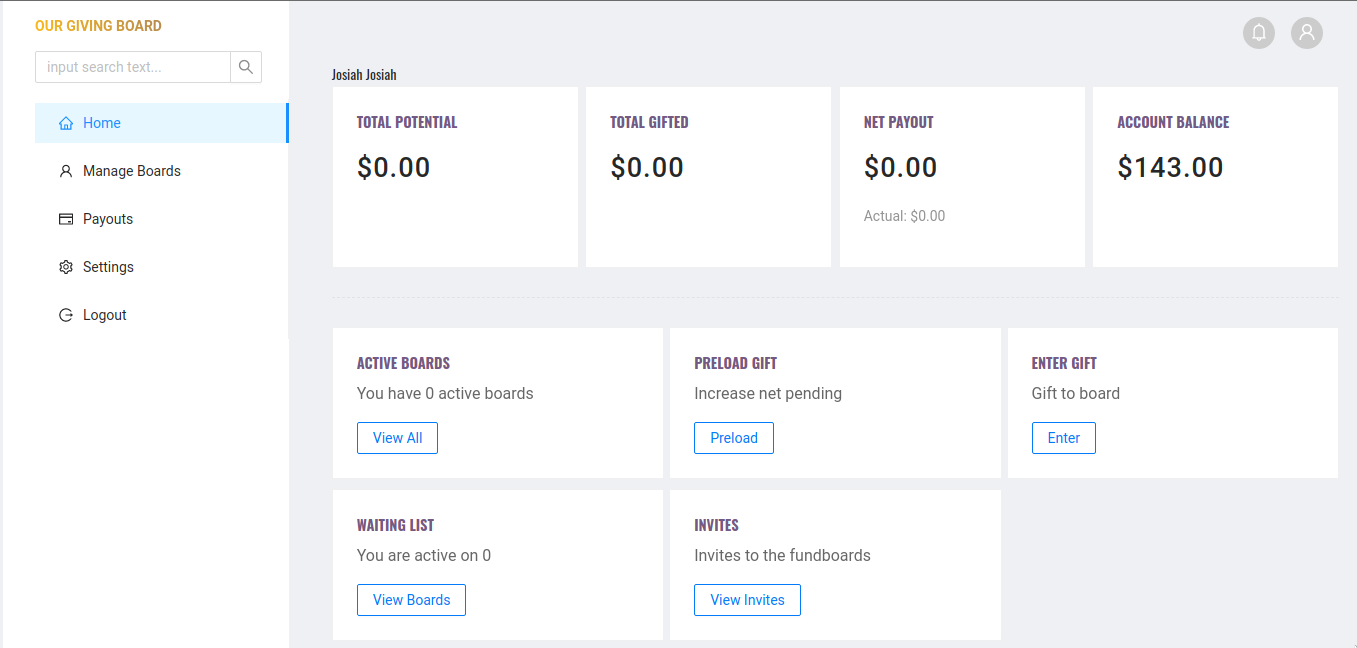 OUR GIVING BOARD
input search text...
Home
Manage Boards
Payouts
Settings
Logout
Josiah Josiah
TOTAL POTENTIAL
$0.00
TOTAL GIFTED
$0.00
NET PAYOUT
$0.00
Actual: $0.00
ACCOUNT BALANCE
$143.00
ACTIVE BOARDS
You have 0 active boards
View All
PRELOAD GIFT
Increase net pending
Preload
ENTER GIFT
Gift to board
Enter
WAITING LIST
You are active on 0
View Boards
INVITES
Invites to the fundboards
View Invites